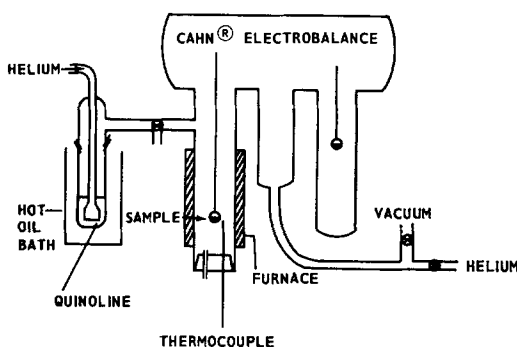 CAHN® ELECTROBALANCE
HELIUM
HOT
OIL
BATH
SAMPLE
VACUUM
QUINOLINE
FURNACE
HELIUM
THERMOCOUPLE